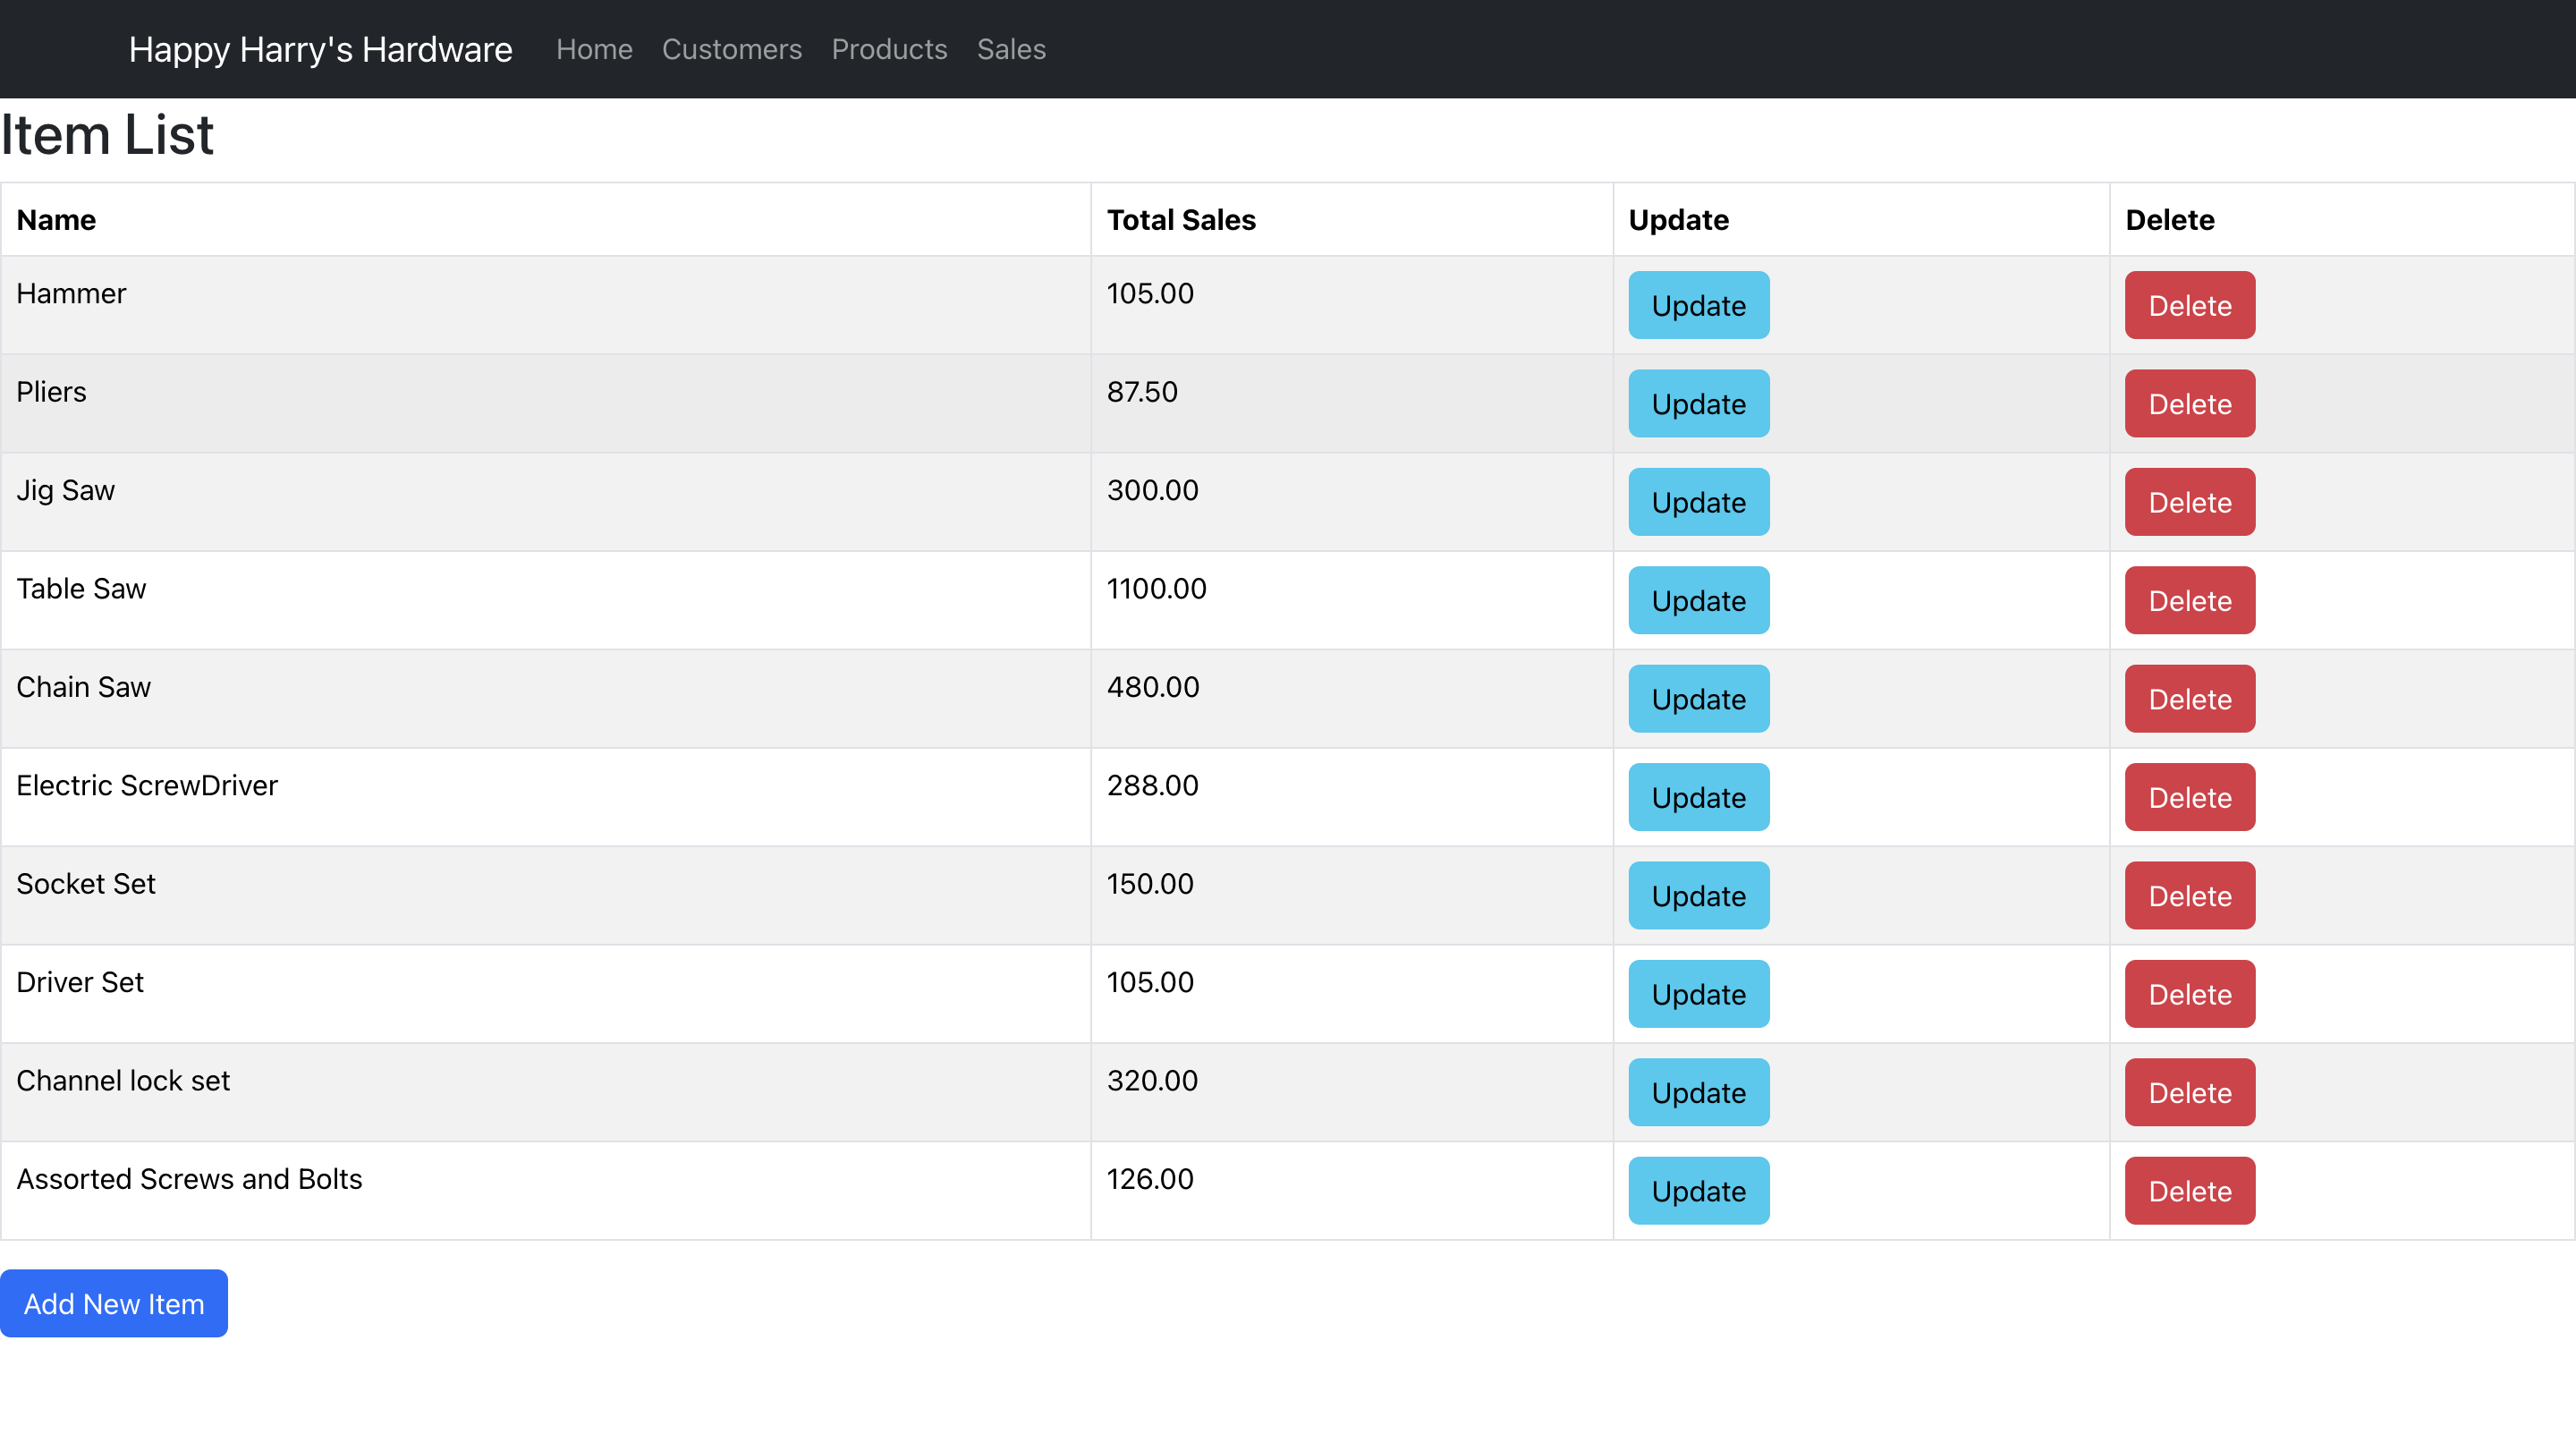 Happy Harry's Hardware Home Customers Products Sales
Item List
Name Total Sales Update Delete
Hammer 105.00 Update Delete
Pliers 87.50 Update Delete
Jig Saw 300.00 Update Delete
Table Saw 1100.00 Update Delete
Chain Saw 480.00 Update Delete
Electric ScrewDriver 288.00 Update Delete
Socket Set 150.00 Update Delete
Driver Set 105.00 Update Delete
Channel lock set 320.00 Update Delete
Assorted Screws and Bolts 126.00 Update Delete
Add New Item